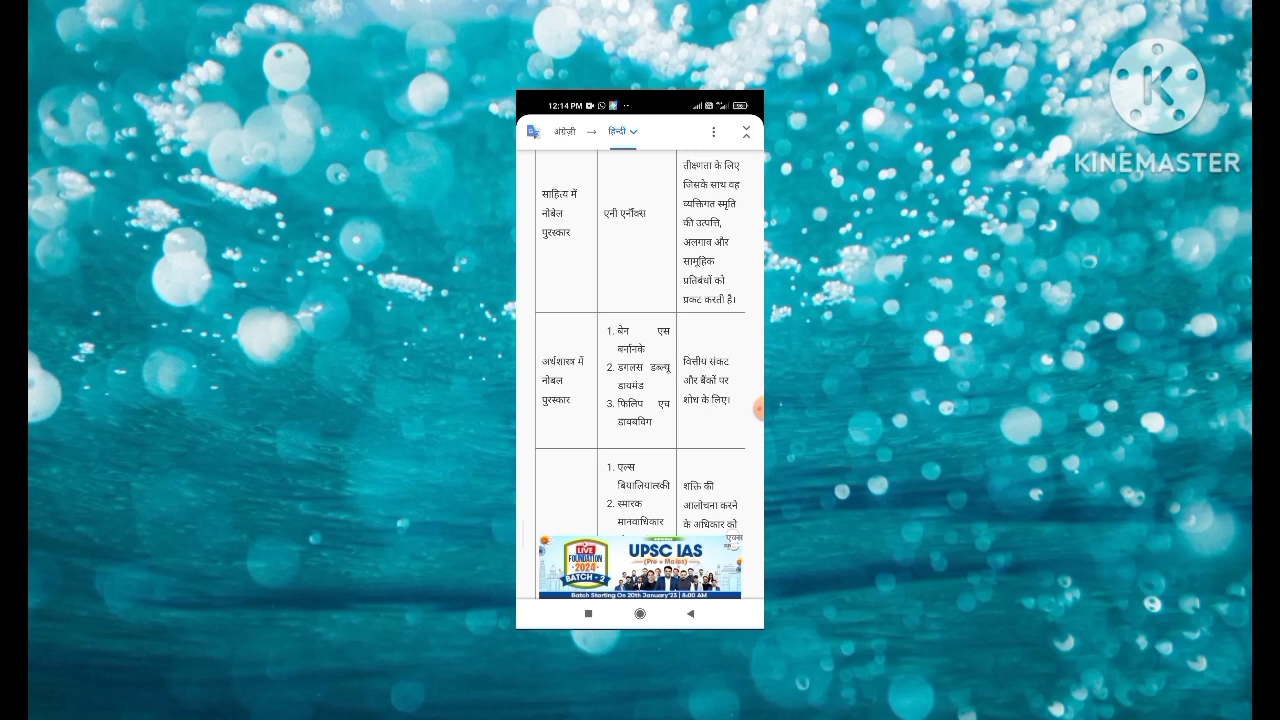 KINEMASTER
12:14 PM
अंग्रेज़ी → हिन्दी
साहित्य में
नोबेल
पुरस्कार
एनी एर्नॉक्स
तीक्ष्णता के लिए
जिसके साथ वह
व्यक्तिगत स्मृति
की उत्पत्ति,
अलगाव और
सामूहिक
प्रतिबंधों को
प्रकट करती है।
अर्थशास्त्र में
नोबल
पुरस्कार
1. बेन एस
बर्नानके
2. डगलस डब्ल्यू
डायमंड
3. फिलिप एच
डायबविग
वित्तीय संकट
और बैंकों पर
शोध के लिए।
1. एल्स
बियालियात्स्की
2. स्मारक
मानवाधिकार
शक्ति की
आलोचना करने
के अधिकार को
LIVE
FOUNDATION
2024
BATCH - 2
UPSC IAS
(Pre + Mains)
Batch Starting On 20th January'23 | 8:00 AM